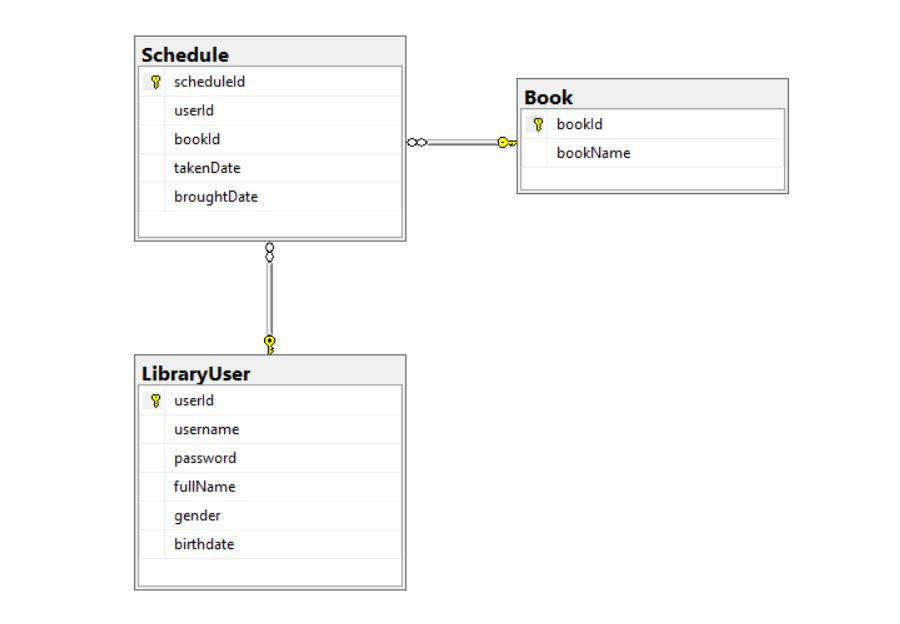 Schedule
scheduleId
userId
bookId
takenDate
broughtDate
Book
bookId
bookName
LibraryUser
userId
username
password
fullName
gender
birthdate